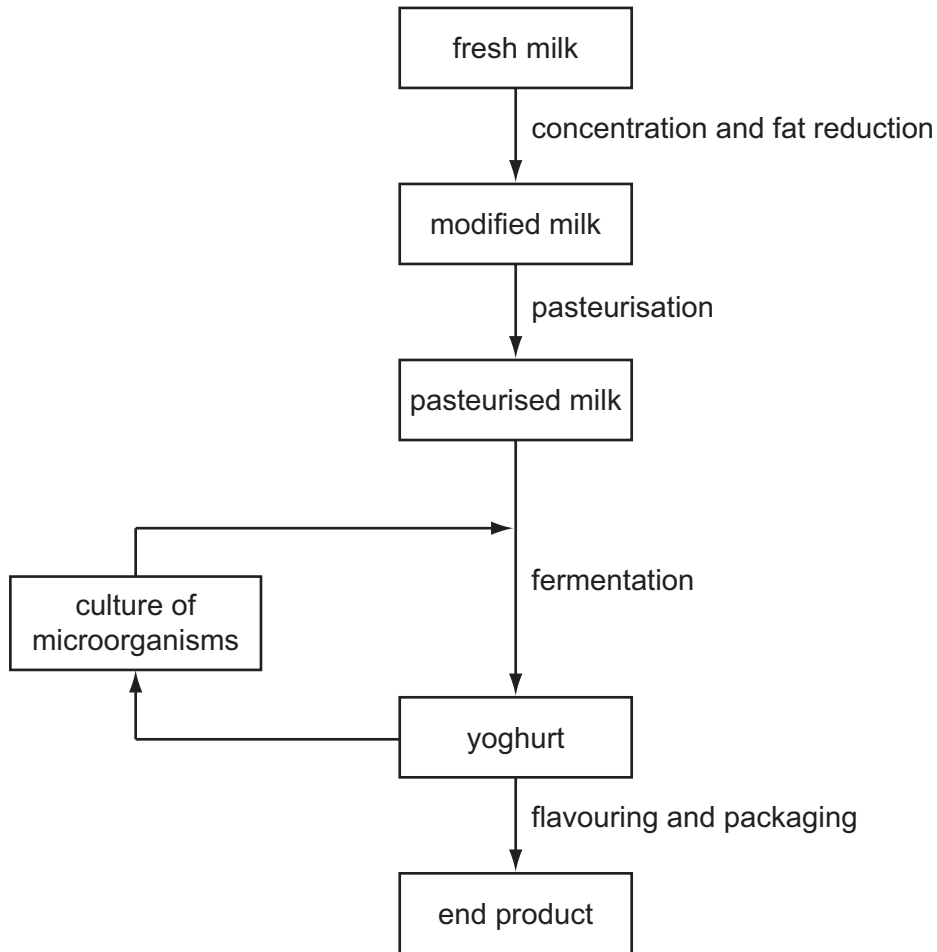 fresh milk
concentration and fat reduction
modified milk
pasteurisation
pasteurised milk
fermentation
culture of
microorganisms
yoghurt
flavouring and packaging
end product